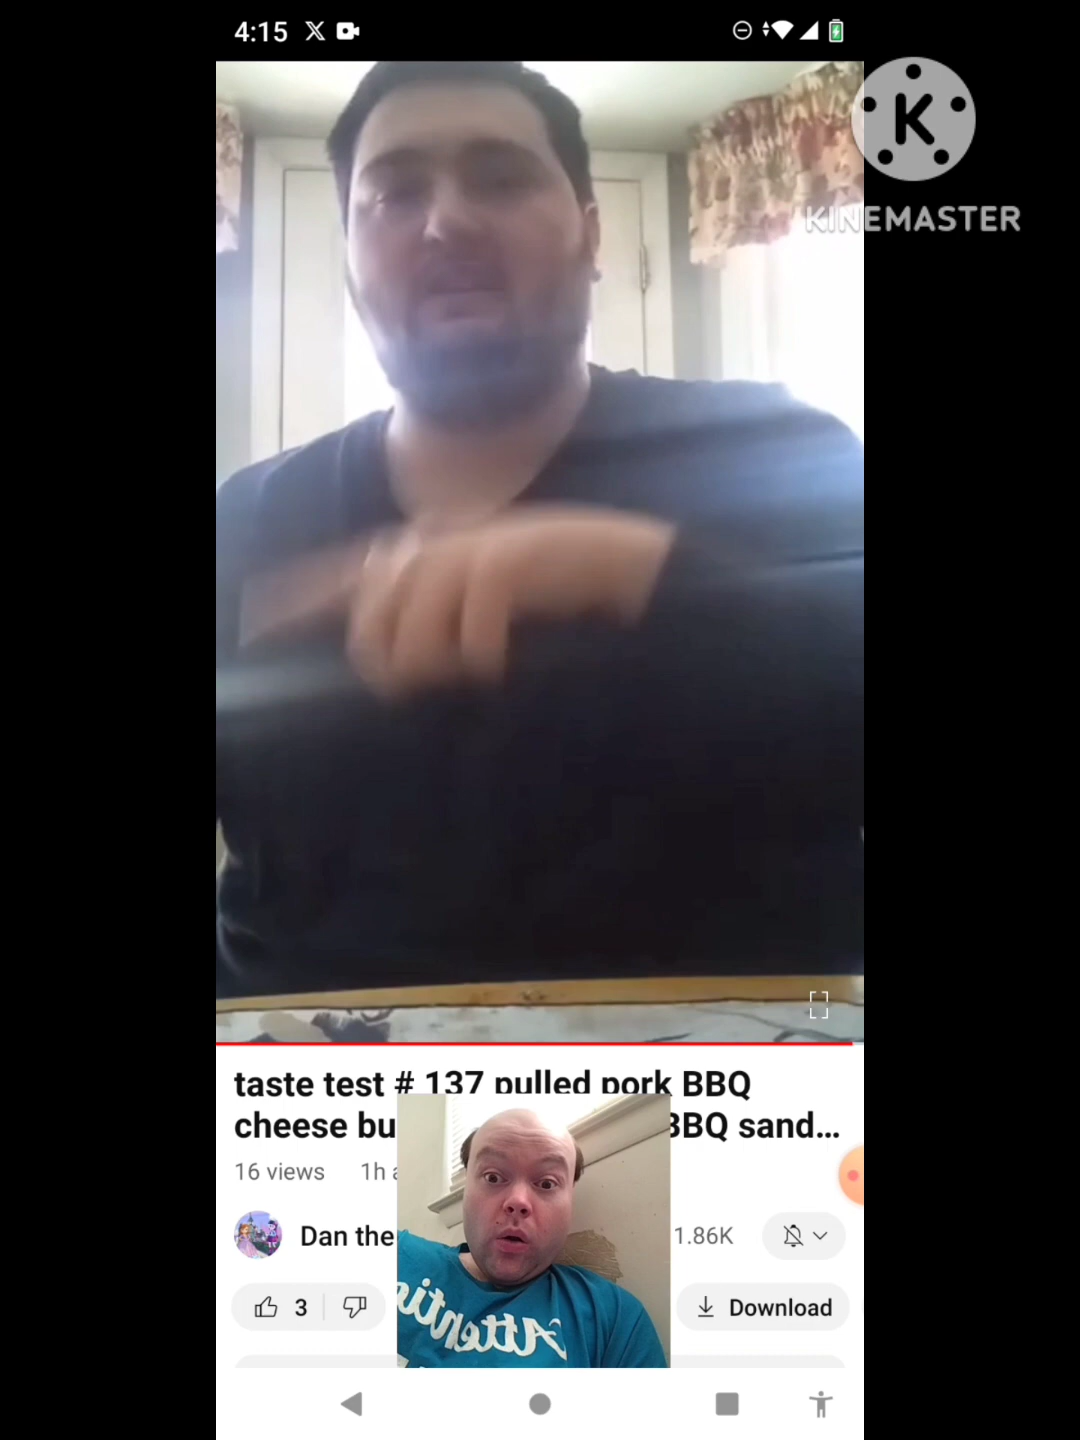 4:15
K
KINEMASTER
taste test # 137 pulled pork BBQ
cheese bu BBQ sand...
16 views 1h
Dan the 1.86K
3 Download
Attenti